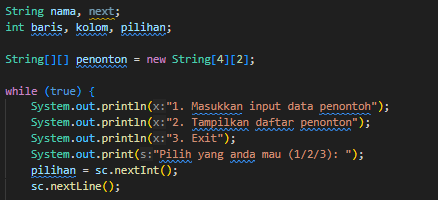 String nama, next;
int baris, kolom, pilihan;
String[][] penonton = new String[4][2];
while (true) {
System.out.println(x:"1. Masukkan input data penontoh");
System.out.println(x:"2. Tampilkan daftar penonton");
System.out.println(x:"3. Exit");
System.out.print(s:"Pilih yang anda mau (1/2/3): ");
pilihan = sc.nextInt();
sc.nextLine();